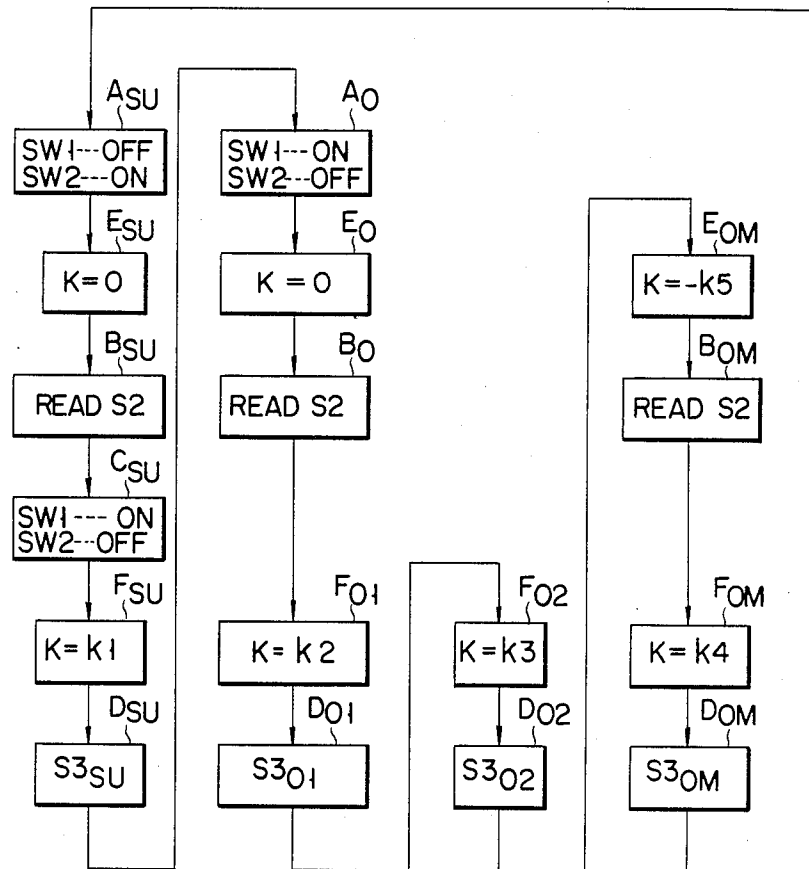 ASU
SW1---OFF
SW2---ON
ESU
K=0
BSU
READ S2
CSU
SW1---- ON
SW2---OFF
FSU
K=k1
DSU
S3SU
AO
SW1---ON
SW2---OFF
EO
K=0
BO
READ S2
FO1
K=k2
DO1
S3O1
FO2
K=k3
DO2
S3O2
EOM
K=-k5
BOM
READ S2
FOM
K=k4
DOM
S3OM